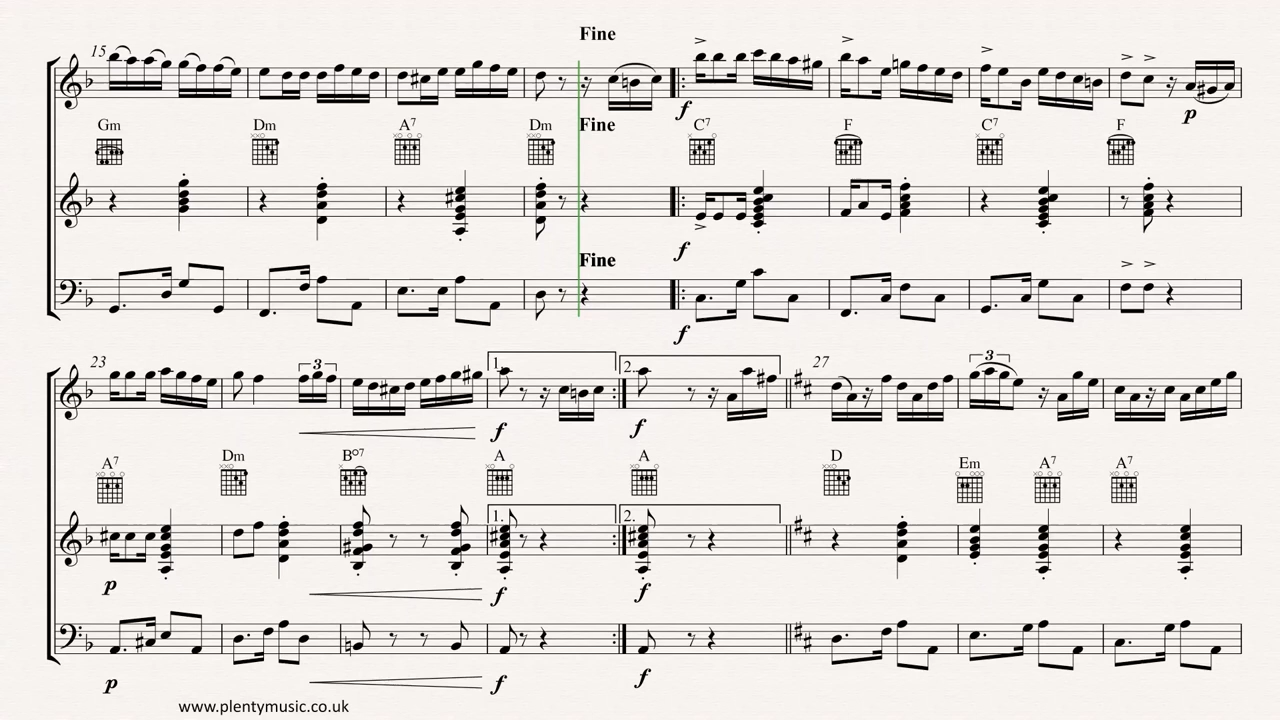 Fine
15
f
p
Gm Dm A7 Dm Fine C7 F C7 F
f
Fine
f
23 3 1. 2. 27 3
f f
A7 Dm B°7 A A D Em A7 A7
1. 2.
p f f
p f f
www.plentymusic.co.uk